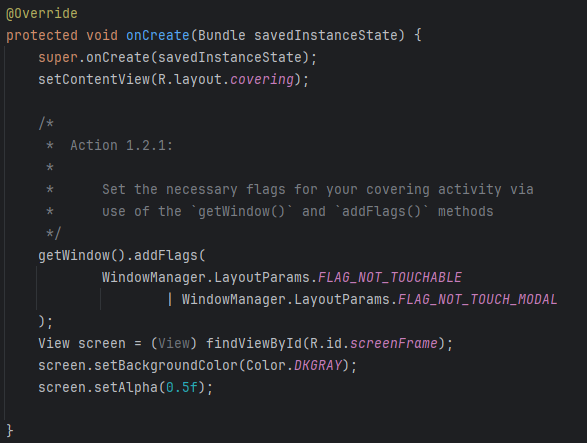 @Override
protected void onCreate(Bundle savedInstanceState) {
    super.onCreate(savedInstanceState);
    setContentView(R.layout.covering);

    /*
     *  Action 1.2.1:
     *
     *      Set the necessary flags for your covering activity via
     *      use of the `getWindow()` and `addFlags()` methods
     */
    getWindow().addFlags(
            WindowManager.LayoutParams.FLAG_NOT_TOUCHABLE
                    | WindowManager.LayoutParams.FLAG_NOT_TOUCH_MODAL
    );
    View screen = (View) findViewById(R.id.screenFrame);
    screen.setBackgroundColor(Color.DKGRAY);
    screen.setAlpha(0.5f);

}